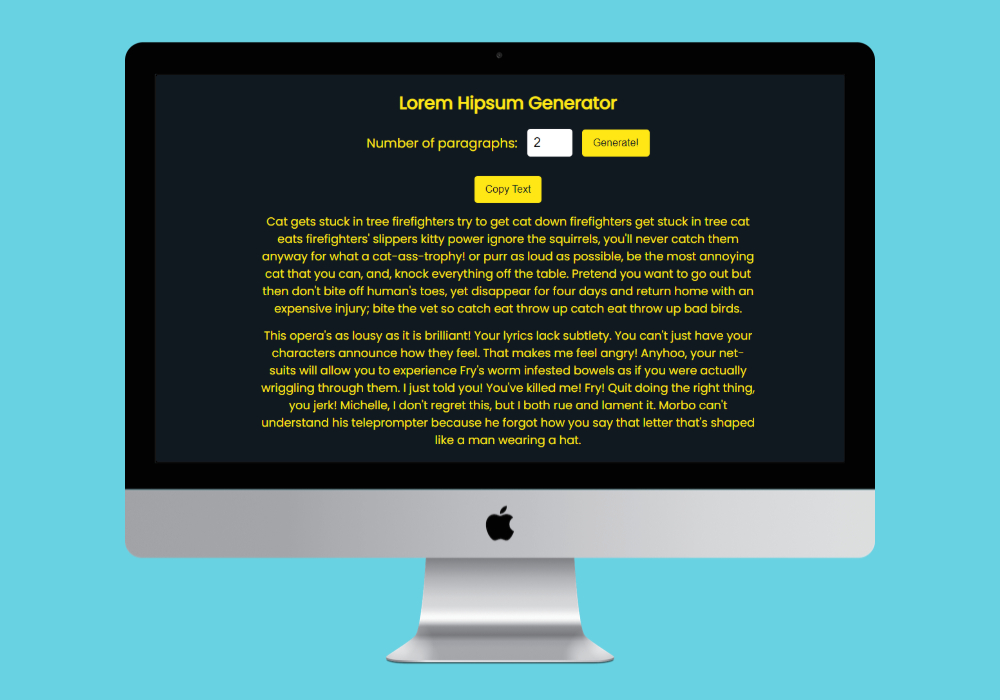 Lorem Hipsum Generator
Number of paragraphs: 2 Generate!
Copy Text
Cat gets stuck in tree firefighters try to get cat down firefighters get stuck in tree cat
eats firefighters' slippers kitty power ignore the squirrels, you'll never catch them
anyway for what a cat-ass-trophy! or purr as loud as possible, be the most annoying
cat that you can, and, knock everything off the table. Pretend you want to go out but
then don't bite off human's toes, yet disappear for four days and return home with an
expensive injury; bite the vet so catch eat throw up catch eat throw up bad birds.
This opera's as lousy as it is brilliant! Your lyrics lack subtlety. You can't just have your
characters announce how they feel. That makes me feel angry! Anyhoo, your net-
suits will allow you to experience Fry's worm infested bowels as if you were actually
wriggling through them. I just told you! You've killed me! Fry! Quit doing the right thing,
you jerk! Michelle, I don't regret this, but I both rue and lament it. Morbo can't
understand his teleprompter because he forgot how you say that letter that's shaped
like a man wearing a hat.